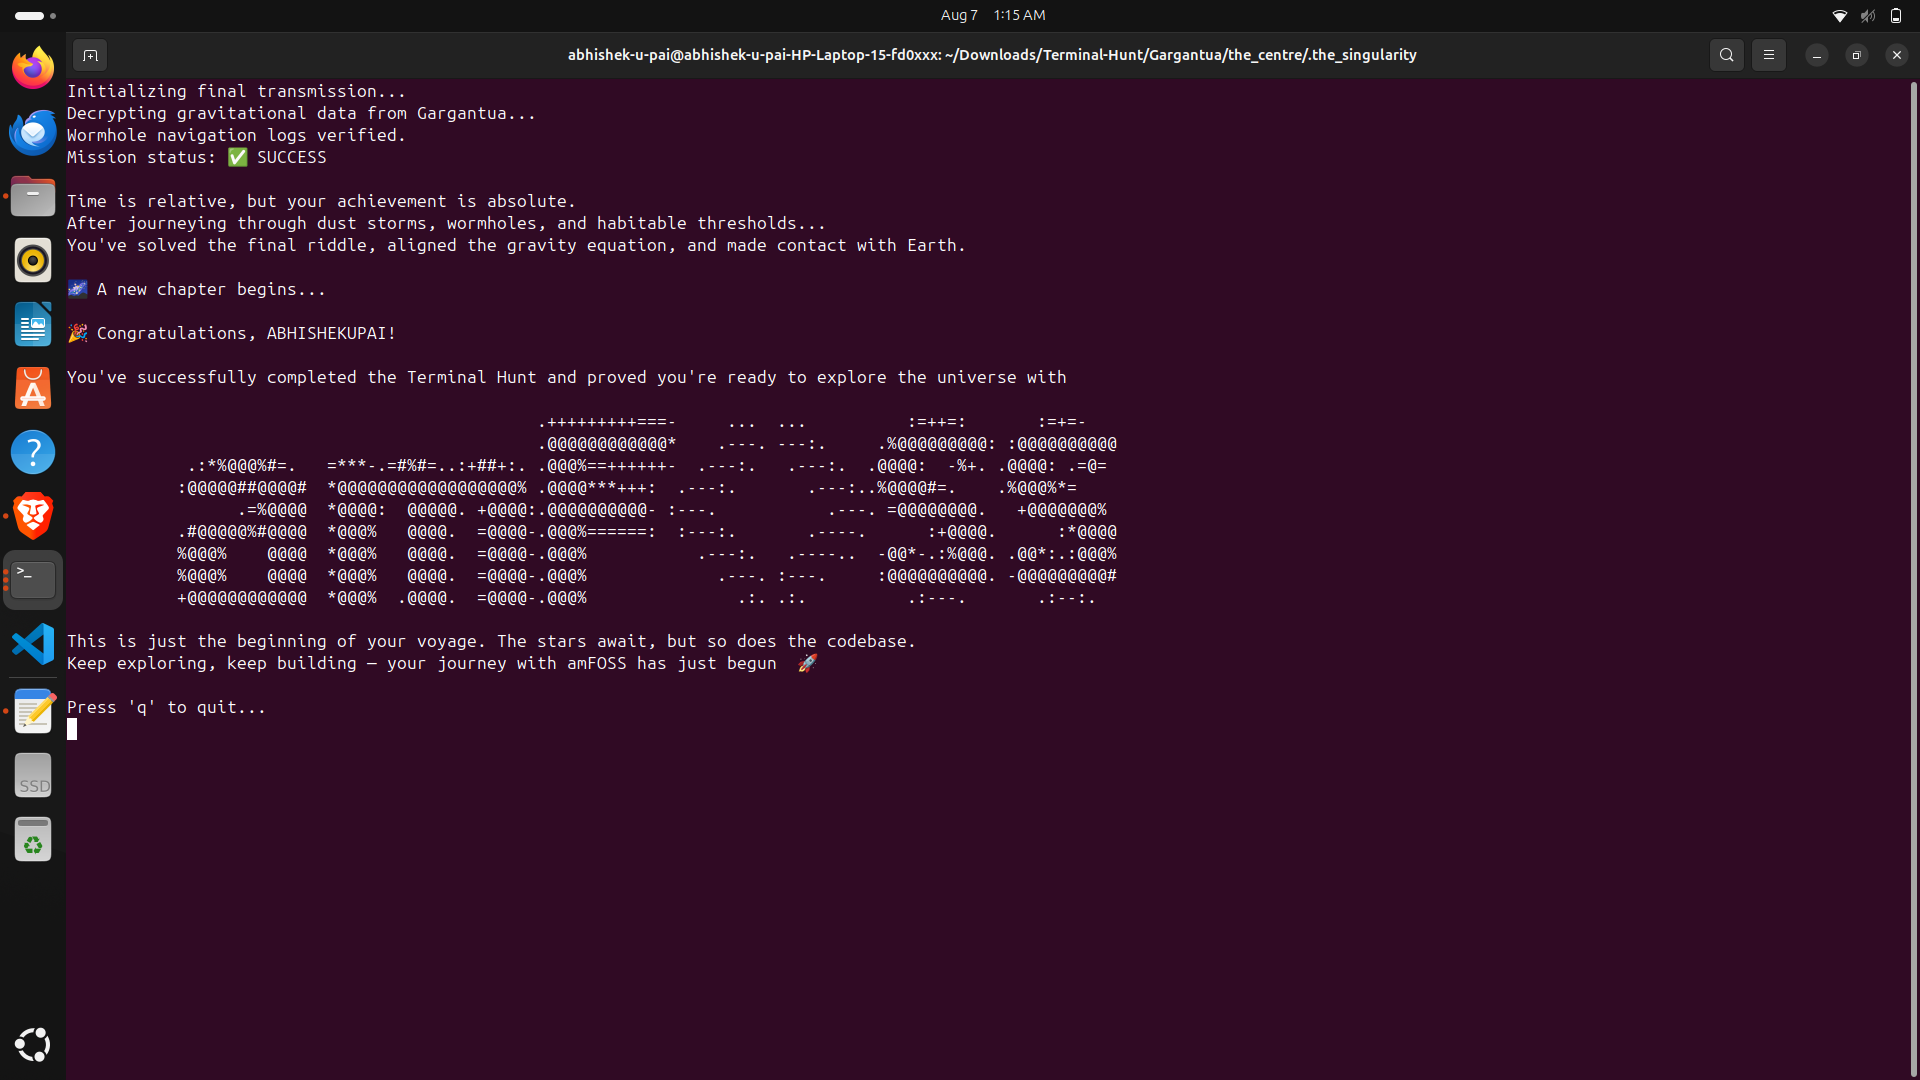 Aug 7 1:15 AM
abhishek-u-pai@abhishek-u-pai-HP-Laptop-15-fd0xxx: ~/Downloads/Terminal-Hunt/Gargantua/the_centre/.the_singularity
Initializing final transmission...
Decrypting gravitational data from Gargantua...
Wormhole navigation logs verified.
Mission status: ✅ SUCCESS
Time is relative, but your achievement is absolute.
After journeying through dust storms, wormholes, and habitable thresholds...
You've solved the final riddle, aligned the gravity equation, and made contact with Earth.
🌌 A new chapter begins...
🎉 Congratulations, ABHISHEKUPAI!
You've successfully completed the Terminal Hunt and proved you're ready to explore the universe with
                                               .+++++++++===-     ...  ...          :=++=:       :=+=-
                                               .@@@@@@@@@@@@*    .---. ---:.     .%@@@@@@@@@: :@@@@@@@@@@
            .:*%@@@%#=.   =***-.=#%#=..:+##+:. .@@@%==++++++-  .---:.   .---:.  .@@@@:  -%+. .@@@@: .=@=
           :@@@@@##@@@@#  *@@@@@@@@@@@@@@@@@@% .@@@@***+++:  .---:.       .---:..%@@@@#=.    .%@@@%*=
                 .=%@@@@  *@@@@:  @@@@@. +@@@@:.@@@@@@@@@@- :---.           .---. =@@@@@@@@.   +@@@@@@@%
           .#@@@@@%#@@@@  *@@@%   @@@@.  =@@@@-.@@@%======:  :---:.       .----.      :+@@@@.      :*@@@@
           %@@@%    @@@@  *@@@%   @@@@.  =@@@@-.@@@%           .---:.   .----..  -@@*-.:%@@@. .@@*:.:@@@%
           %@@@%    @@@@  *@@@%   @@@@.  =@@@@-.@@@%             .---. :---.     :@@@@@@@@@@. -@@@@@@@@@#
           +@@@@@@@@@@@@  *@@@%  .@@@@.  =@@@@-.@@@%               .:. .:.          .:---.       .:--:.
This is just the beginning of your voyage. The stars await, but so does the codebase.
Keep exploring, keep building — your journey with amFOSS has just begun 🚀
Press 'q' to quit...
SSD